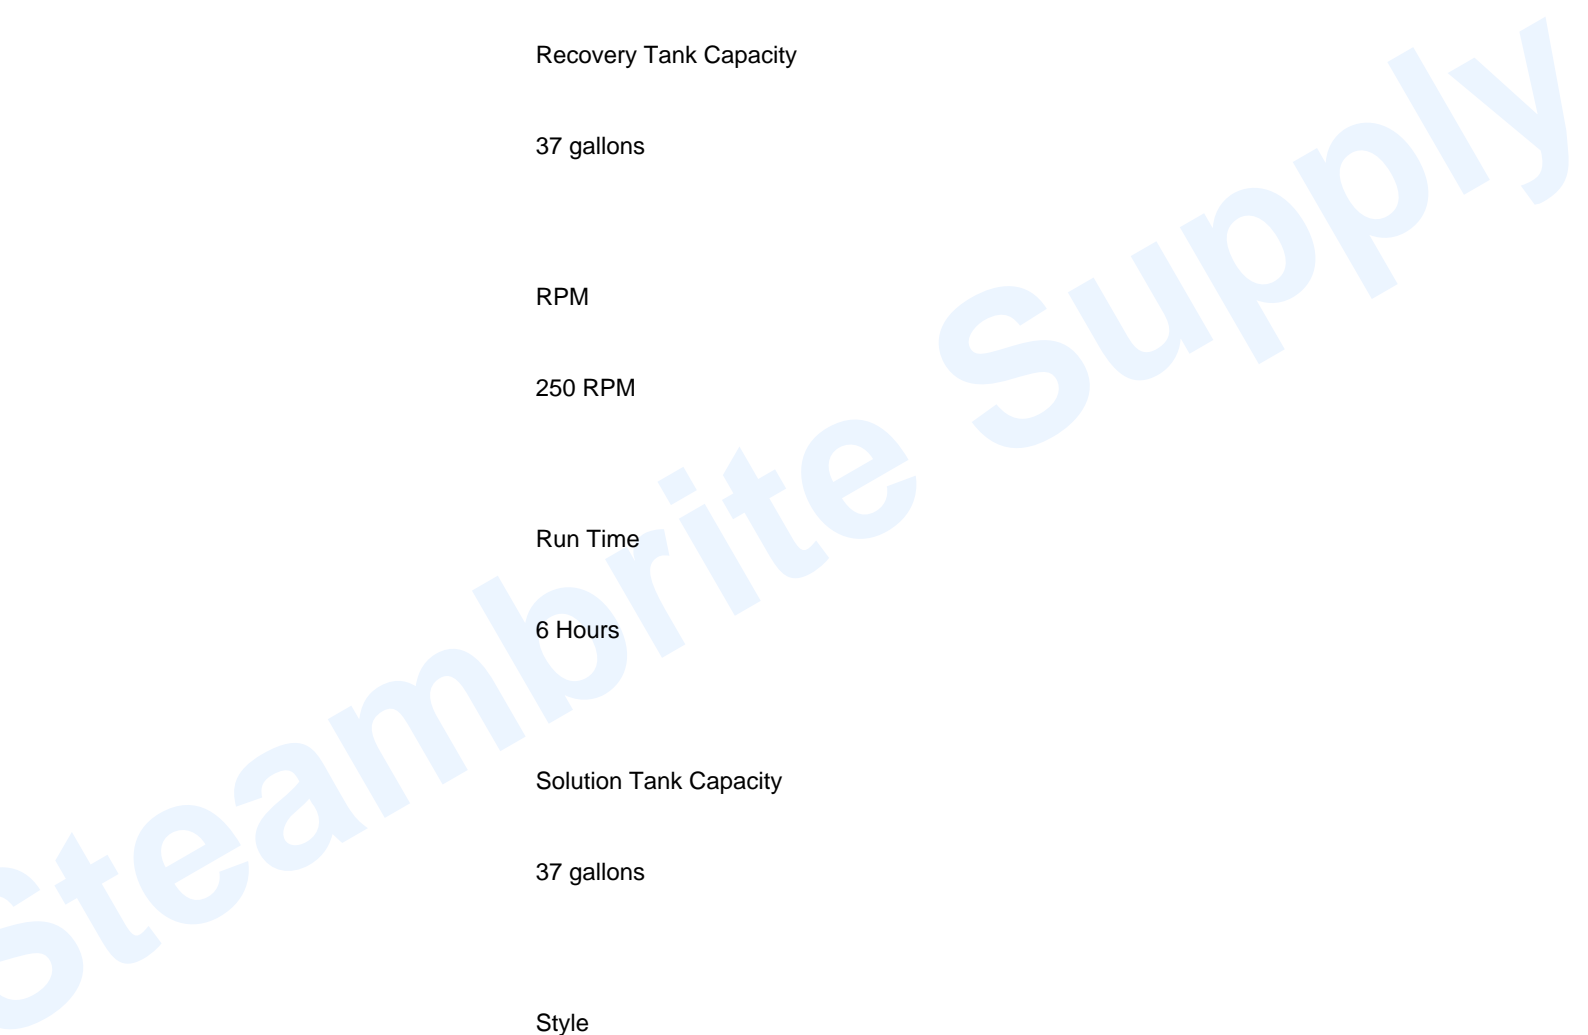 Recovery Tank Capacity
37 gallons
RPM
250 RPM
Run Time
6 Hours
Solution Tank Capacity
37 gallons
Style
Steambrite Supply